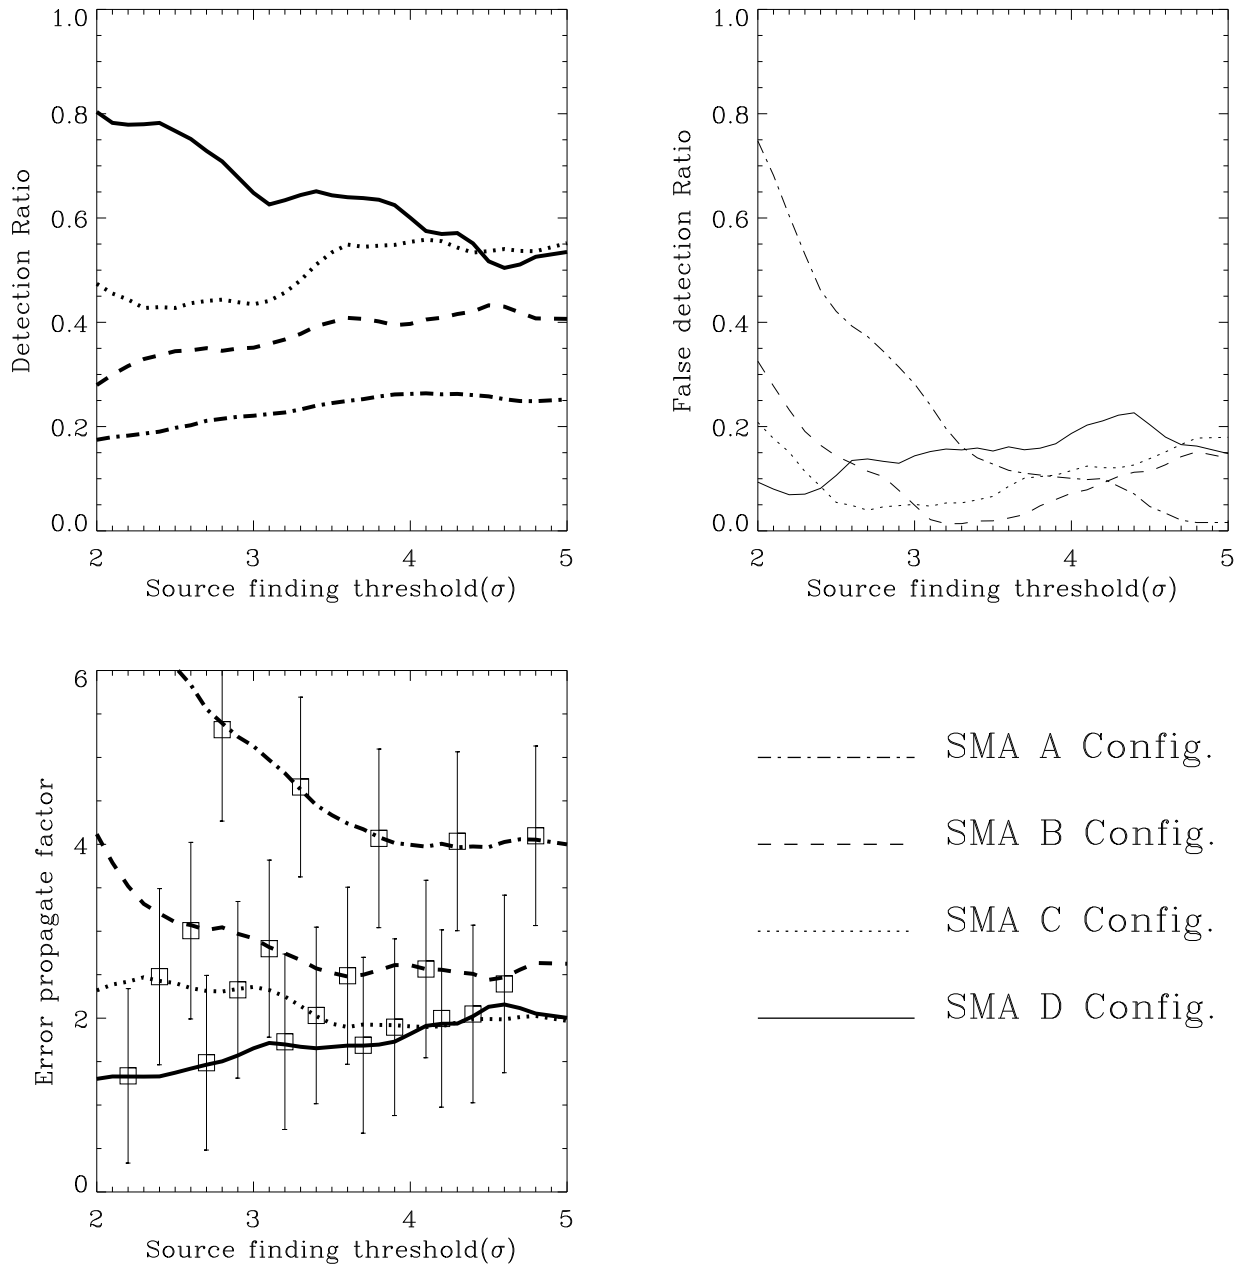 1.0
0.8
0.6
0.4
0.2
0.0
Detection Ratio
2 3 4 5
Source finding threshold(σ)
1.0
0.8
0.6
0.4
0.2
0.0
False detection Ratio
2 3 4 5
Source finding threshold(σ)
6
4
2
0
Error propagate factor
2 3 4 5
Source finding threshold(σ)
SMA A Config.
SMA B Config.
SMA C Config.
SMA D Config.